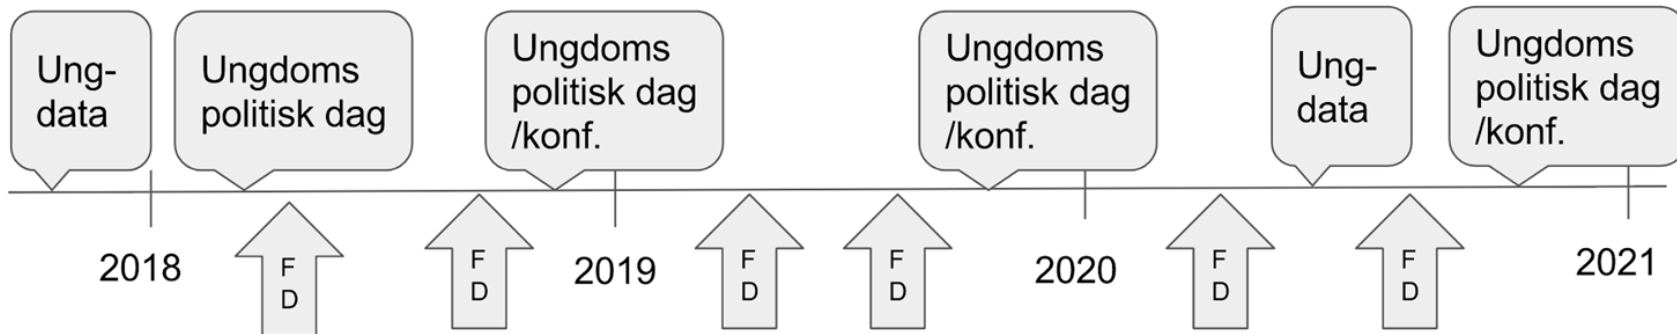 Ung-
data
Ungdoms
politisk dag
Ungdoms
politisk dag
/konf.
Ungdoms
politisk dag
/konf.
Ung-
data
Ungdoms
politisk dag
/konf.
2018
F
D
F
D
2019
F
D
F
D
2020
F
D
F
D
2021